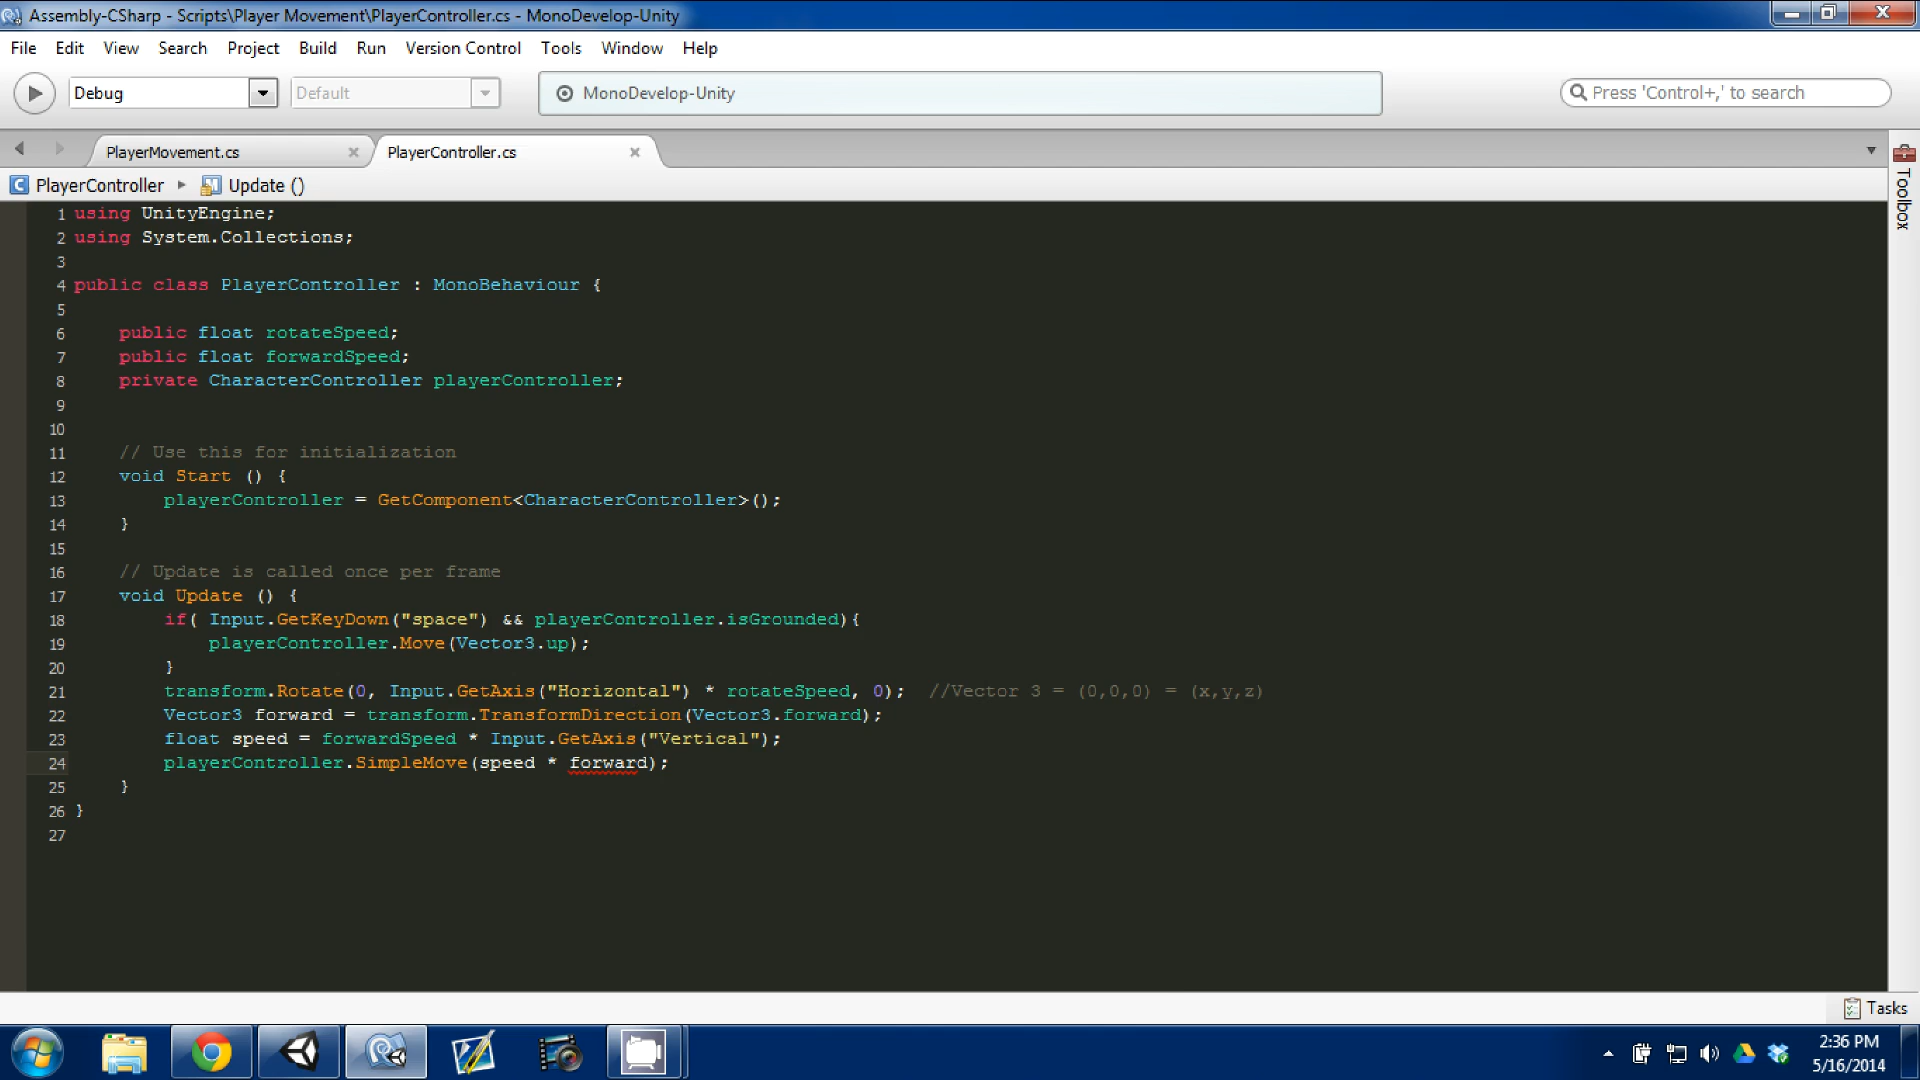 Assembly-CSharp - Scripts\Player Movement\PlayerController.cs - MonoDevelop-Unity
File Edit View Search Project Build Run Version Control Tools Window Help
Debug Default MonoDevelop-Unity Press 'Control+,' to search
PlayerMovement.cs PlayerController.cs
Toolbox
PlayerController Update ()
1 using UnityEngine;
2 using System.Collections;
3
4 public class PlayerController : MonoBehaviour {
5
6 public float rotateSpeed;
7 public float forwardSpeed;
8 private CharacterController playerController;
9
10
11 // Use this for initialization
12 void Start () {
13 playerController = GetComponent<CharacterController>();
14 }
15
16 // Update is called once per frame
17 void Update () {
18 if( Input.GetKeyDown("space") && playerController.isGrounded){
19 playerController.Move(Vector3.up);
20 }
21 transform.Rotate(0, Input.GetAxis("Horizontal") * rotateSpeed, 0); //Vector 3 = (0,0,0) = (x,y,z)
22 Vector3 forward = transform.TransformDirection(Vector3.forward);
23 float speed = forwardSpeed * Input.GetAxis("Vertical");
24 playerController.SimpleMove(speed * forward);
25 }
26 }
27
Tasks
2:36 PM
5/16/2014